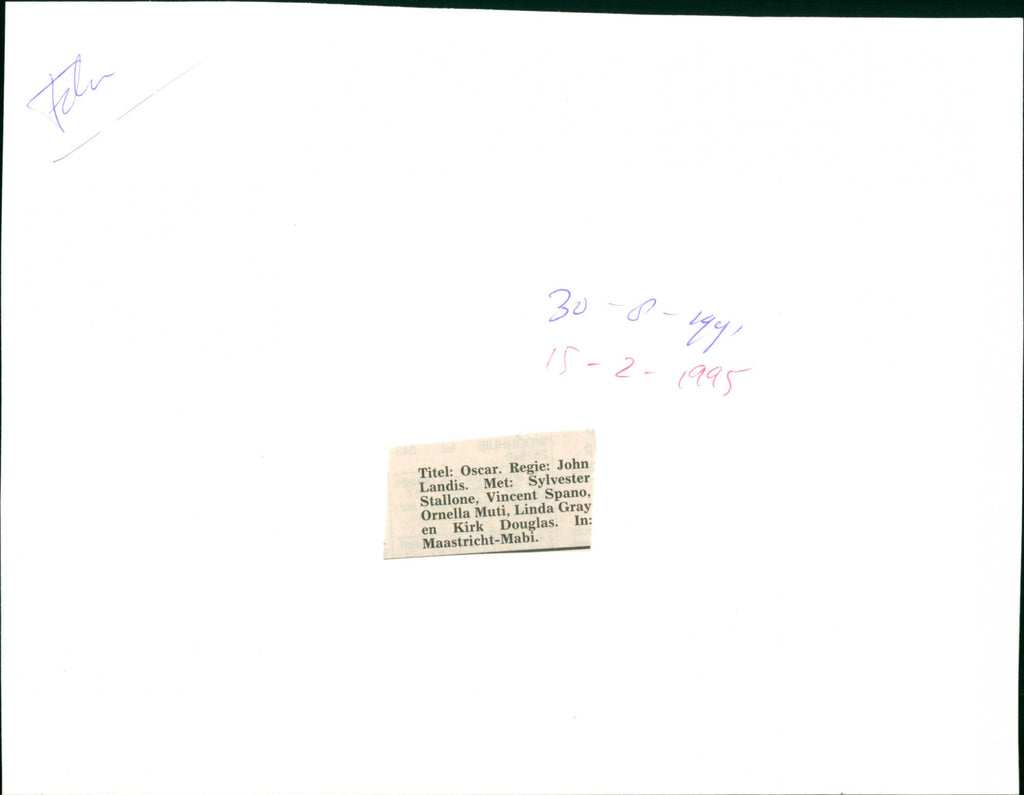 30 - 8 - 1991
15 - 2 - 1995
Titel: Oscar. Regie: John
Landis. Met: Sylvester
Stallone, Vincent Spano,
Ornella Muti, Linda Gray
en Kirk Douglas. In:
Maastricht-Mabi.